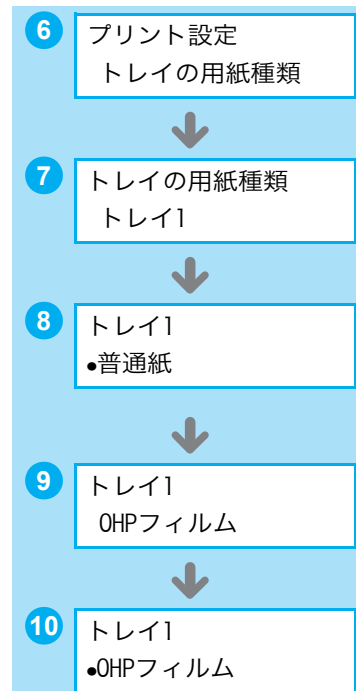 6
プリント設定
トレイの用紙種類
7
トレイの用紙種類
トレイ1
8
トレイ1
●普通紙
9
トレイ1
OHPフィルム
10
トレイ1
●OHPフィルム